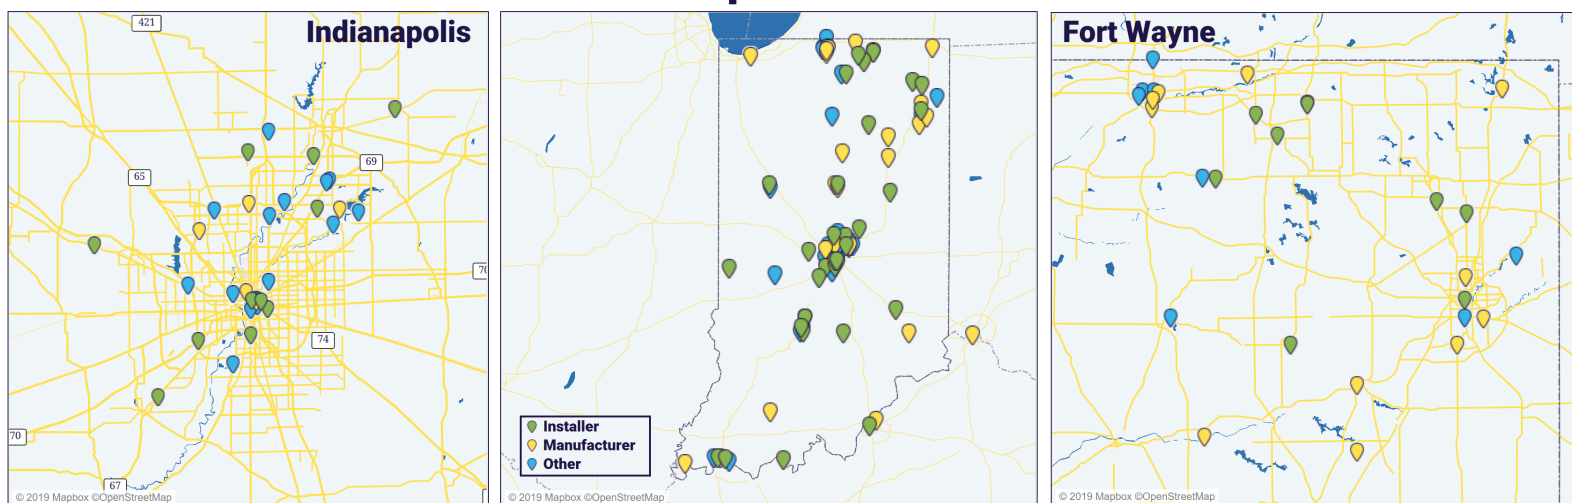 Indianapolis
421
69
65
70
74
70
67
© 2019 Mapbox ©OpenStreetMap
Installer
Manufacturer
Other
© 2019 Mapbox ©OpenStreetMap
Fort Wayne
© 2019 Mapbox ©OpenStreetMap